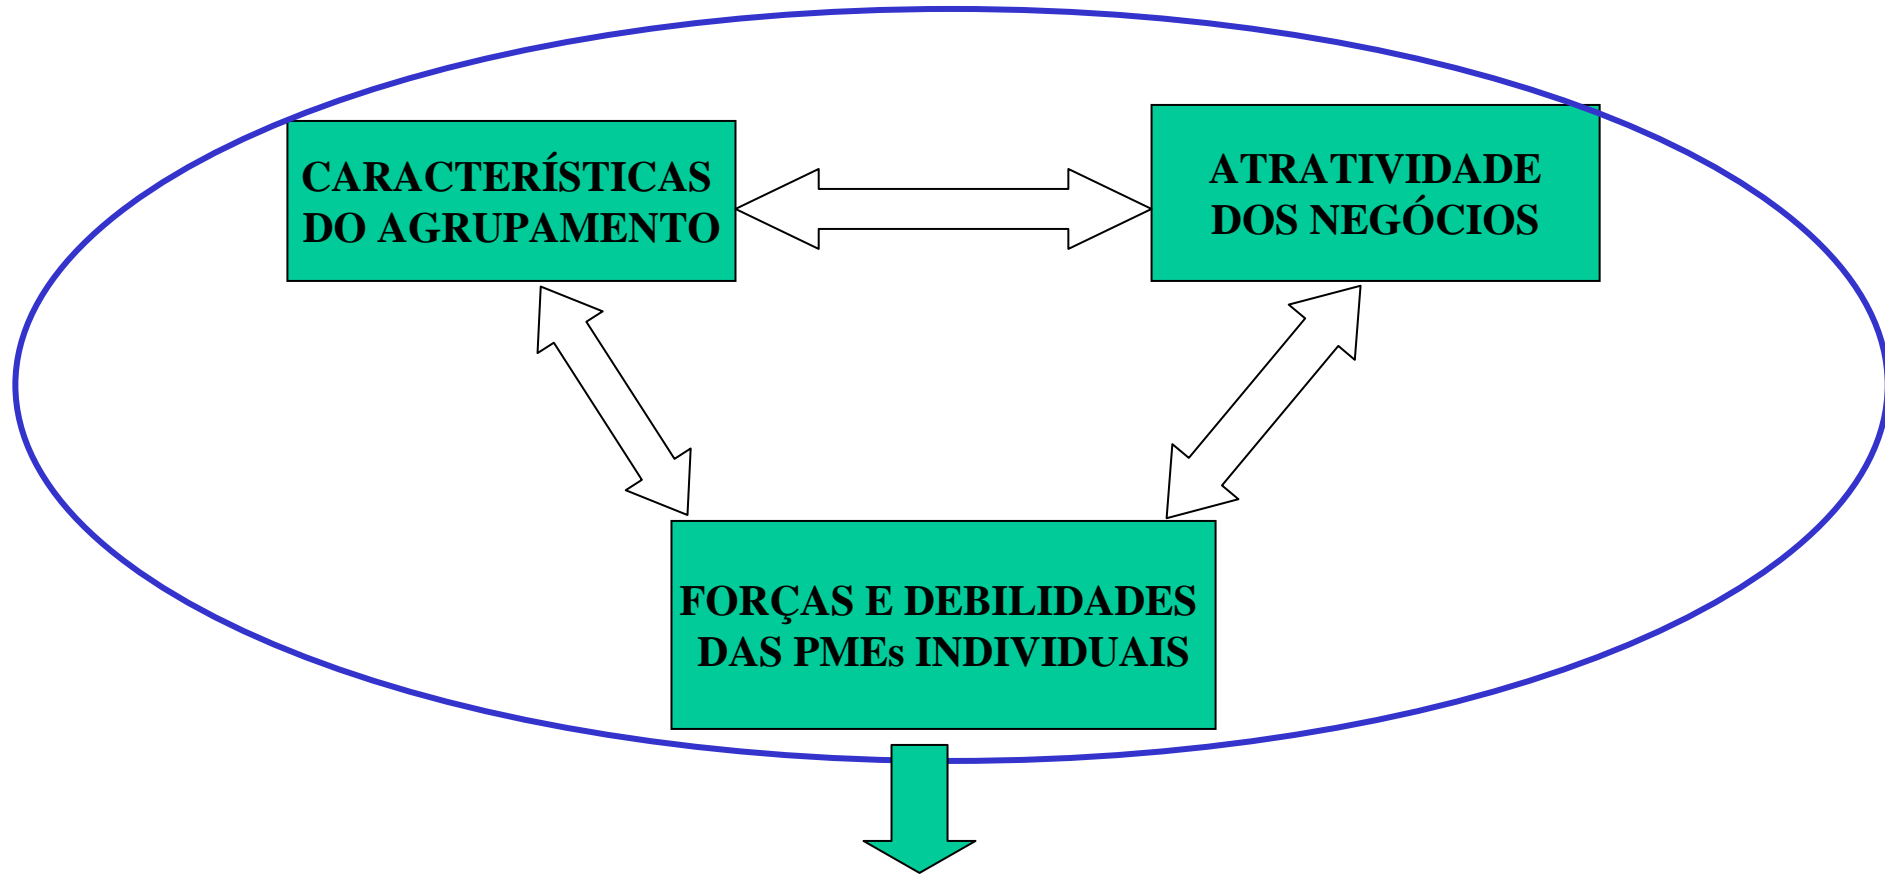 CARACTERÍSTICAS
DO AGRUPAMENTO
ATRATIVIDADE
DOS NEGÓCIOS
FORÇAS E DEBILIDADES
DAS PMEs INDIVIDUAIS